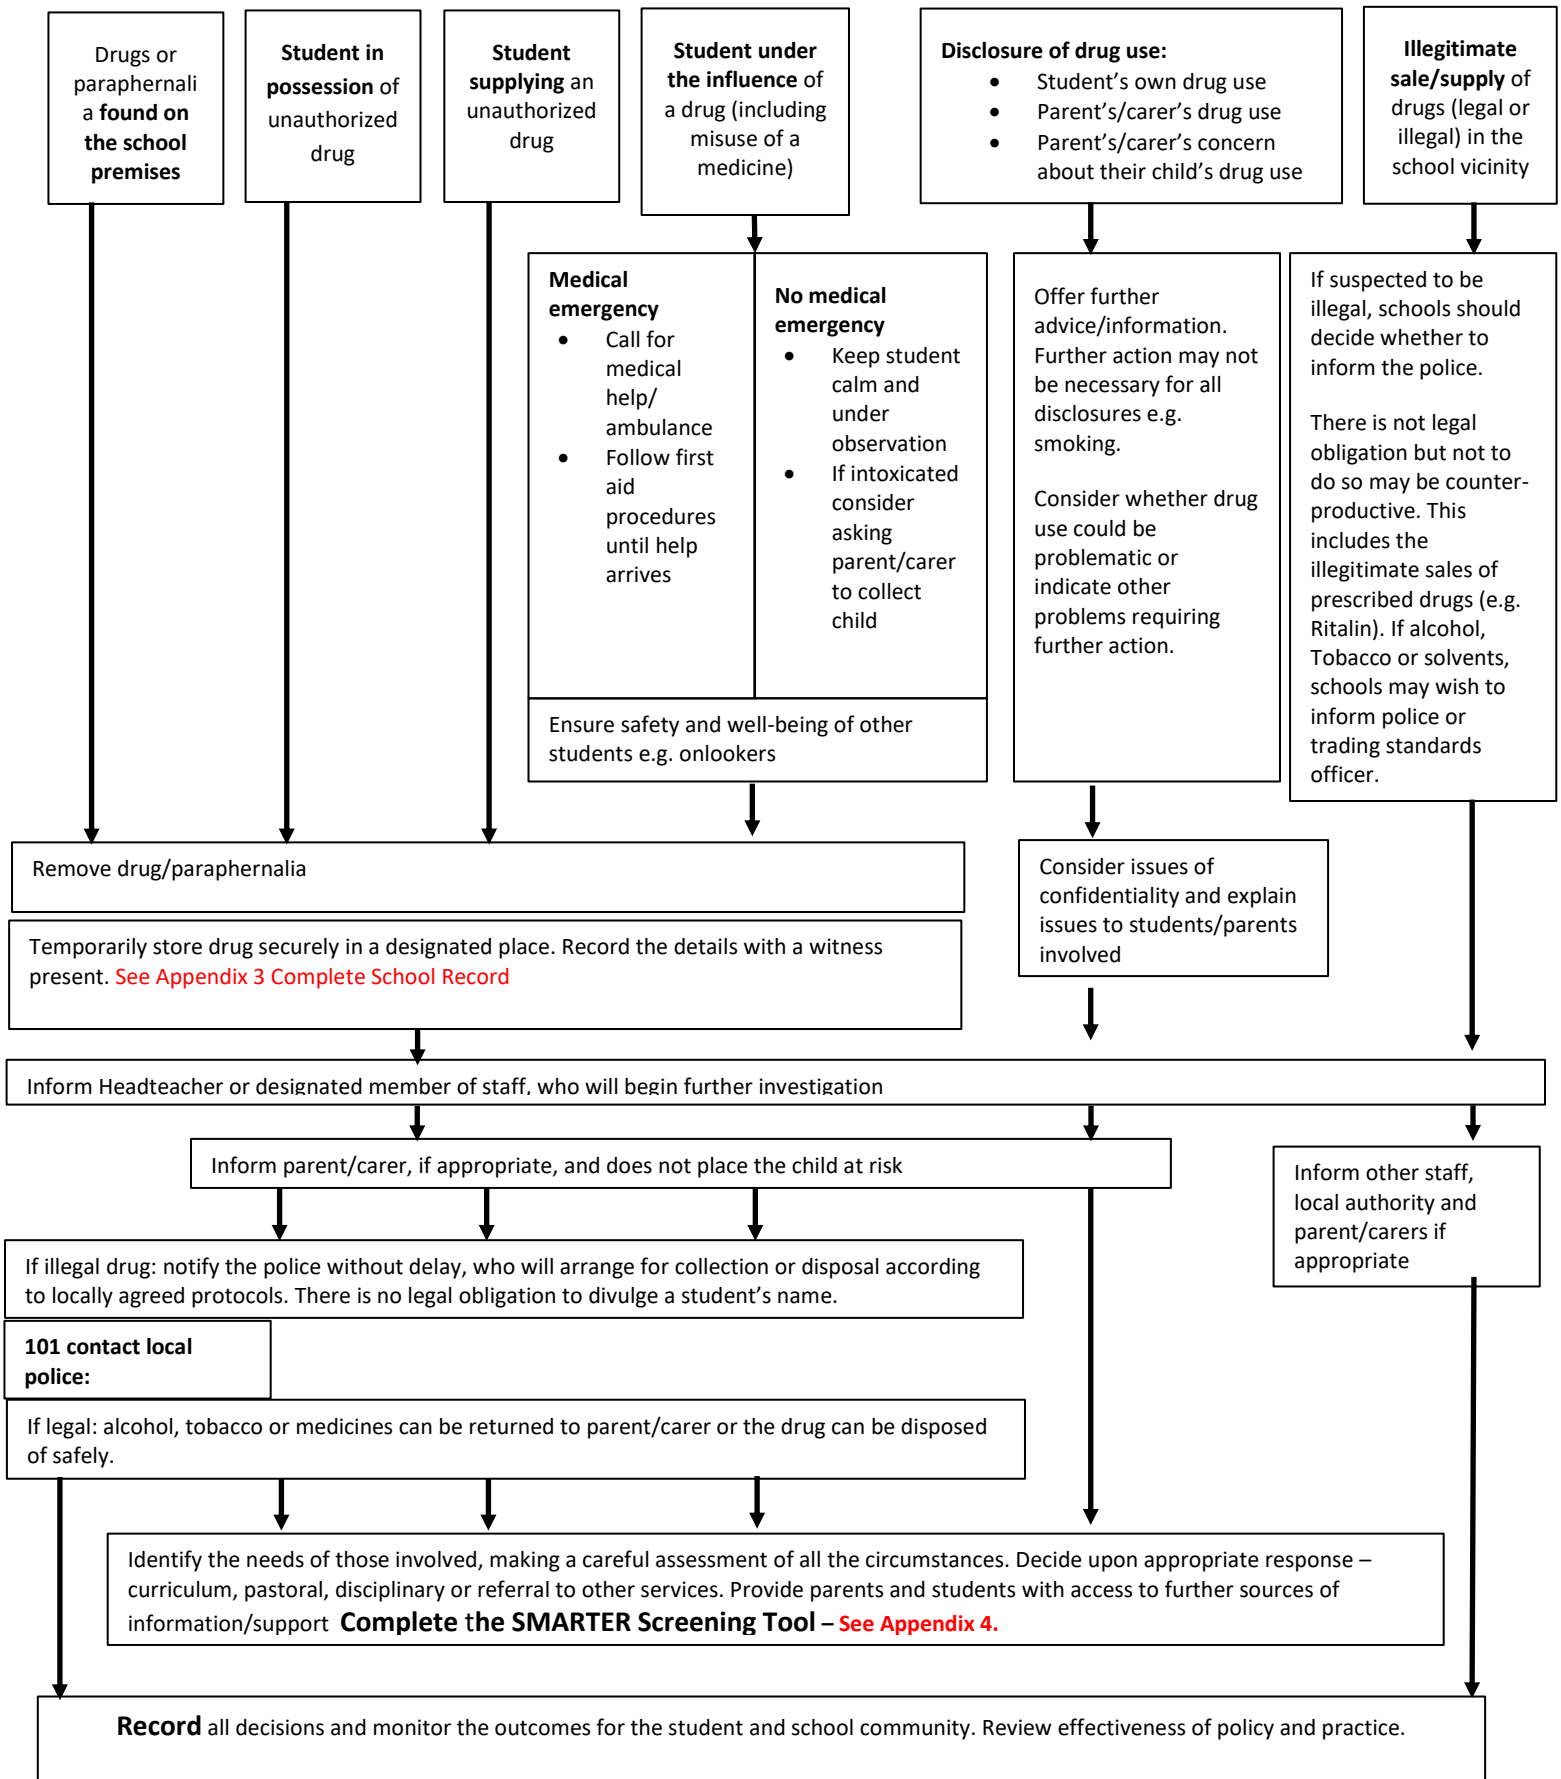 Drugs or
paraphernali
a found on
the school
premises
Student in
possession of
unauthorized
drug
Student
supplying an
unauthorized
drug
Student under
the influence of
a drug (including
misuse of a
medicine)
Disclosure of drug use:
• Student's own drug use
• Parent's/carer's drug use
• Parent's/carer's concern
about their child's drug use
Illegitimate
sale/supply of
drugs (legal or
illegal) in the
school vicinity
Medical
emergency
• Call for
medical
help/
ambulance
• Follow first
aid
procedures
until help
arrives
No medical
emergency
• Keep student
calm and
under
observation
• If intoxicated
consider
asking
parent/carer
to collect
child
Ensure safety and well-being of other
students e.g. onlookers
Offer further
advice/information.
Further action may not
be necessary for all
disclosures e.g.
smoking.
Consider whether drug
use could be
problematic or
indicate other
problems requiring
further action.
If suspected to be
illegal, schools should
decide whether to
inform the police.
There is not legal
obligation but not to
do so may be counter-
productive. This
includes the
illegitimate sales of
prescribed drugs (e.g.
Ritalin). If alcohol,
Tobacco or solvents,
schools may wish to
inform police or
trading standards
officer.
Remove drug/paraphernalia
Temporarily store drug securely in a designated place. Record the details with a witness
present. See Appendix 3 Complete School Record
Consider issues of
confidentiality and explain
issues to students/parents
involved
Inform Headteacher or designated member of staff, who will begin further investigation
Inform parent/carer, if appropriate, and does not place the child at risk
Inform other staff,
local authority and
parent/carers if
appropriate
If illegal drug: notify the police without delay, who will arrange for collection or disposal according
to locally agreed protocols. There is no legal obligation to divulge a student's name.
101 contact local
police:
If legal: alcohol, tobacco or medicines can be returned to parent/carer or the drug can be disposed
of safely.
Identify the needs of those involved, making a careful assessment of all the circumstances. Decide upon appropriate response –
curriculum, pastoral, disciplinary or referral to other services. Provide parents and students with access to further sources of
information/support Complete the SMARTER Screening Tool – See Appendix 4.
Record all decisions and monitor the outcomes for the student and school community. Review effectiveness of policy and practice.